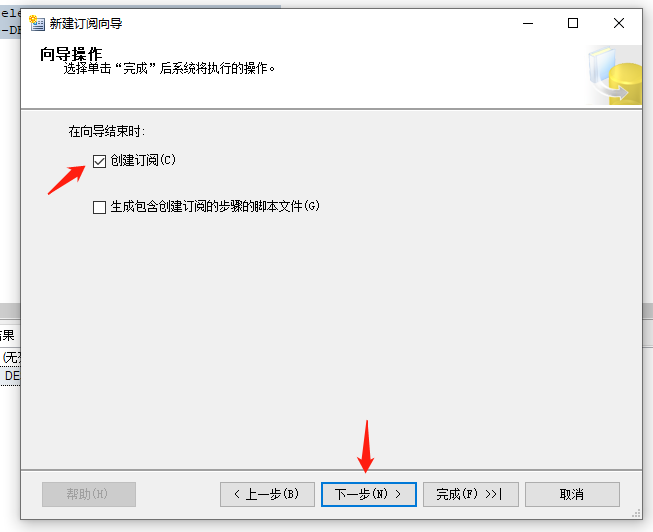 ele
-DE
新建订阅向导
向导操作
选择单击“完成”后系统将执行的操作。
在向导结束时:
创建订阅(C)
生成包含创建订阅的步骤的脚本文件(G)
结果
(无
DE
帮助(H)
< 上一步(B)
下一步(N) >
完成(F) >>|
取消